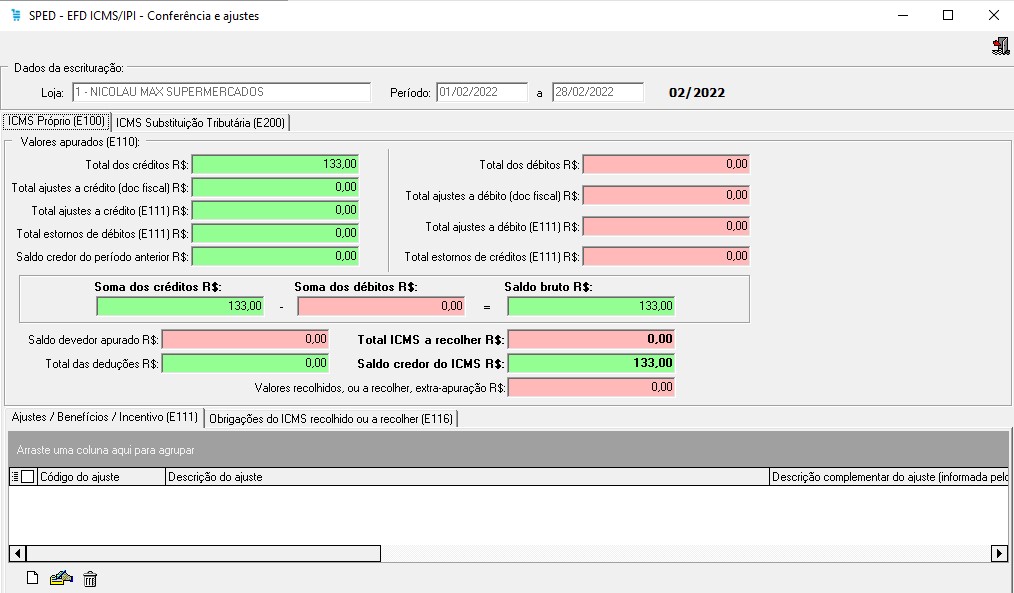 SPED - EFD ICMS/IPI - Conferência e ajustes
Dados da escrituração:
Loja: 1 - NICOLAU MAX SUPERMERCADOS Período: 01/02/2022 a 28/02/2022 02/2022
ICMS Próprio (E100) ICMS Substituição Tributária (E200)
Valores apurados (E110):
Total dos créditos R$: 133,00 Total dos débitos R$: 0,00
Total ajustes a crédito (doc fiscal) R$: 0,00 Total ajustes a débito (doc fiscal) R$: 0,00
Total ajustes a crédito (E111) R$: 0,00 Total ajustes a débito (E111) R$: 0,00
Total estornos de débitos (E111) R$: 0,00 Total estornos de créditos (E111) R$: 0,00
Saldo credor do período anterior R$: 0,00
Soma dos créditos R$: Soma dos débitos R$: Saldo bruto R$:
133,00 - 0,00 = 133,00
Saldo devedor apurado R$: 0,00 Total ICMS a recolher R$: 0,00
Total das deduções R$: 0,00 Saldo credor do ICMS R$: 133,00
Valores recolhidos, ou a recolher, extra-apuração R$: 0,00
Ajustes / Benefícios / Incentivo (E111) Obrigações do ICMS recolhido ou a recolher (E116)
Arraste uma coluna aqui para agrupar
Código do ajuste Descrição do ajuste Descrição complementar do ajuste (informada pelo